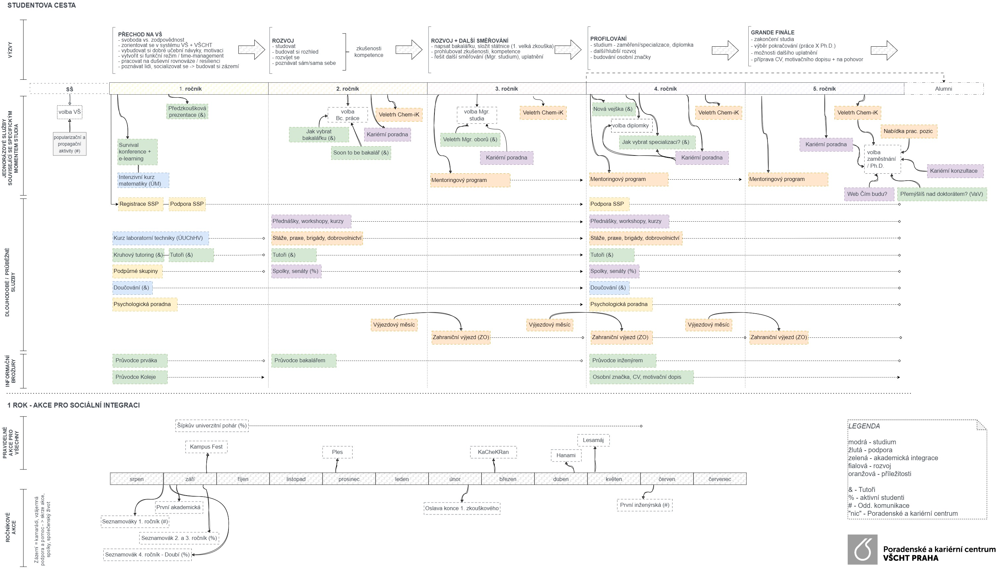 STUDENTOVA CESTA
VÝZVY
PŘECHOD NA VŠ
- svoboda vs. zodpovědnost
- zorientovat se v systému VŠ + VŠCHT
- vybudovat si dobré učební návyky, motivaci
- vytvořit si funkční režim / time-management
- pracovat na duševní rovnováze / resilienci
- poznávat lidi, socializovat se -> budovat si zázemí
ROZVOJ
- studovat
- budovat si rozhled
- rozvíjet se
- poznávat sám/sama sebe
zkušenosti
kompetence
ROZVOJ + DALŠÍ SMĚŘOVÁNÍ
- napsat bakalářku, složit státnice (1. velká zkouška)
- prohlubovat zkušenosti, kompetence
- řešit další směřování (Mgr. studium), uplatnění
PROFILOVÁNÍ
- studium - zaměření/specializace, diplomka
- další/hlubší rozvoj
- budování osobní značky
GRANDE FINÁLE
- zakončení studia
- výběr pokračování (práce X Ph.D.)
- možnosti dalšího uplatnění
- příprava CV, motivačního dopisu + na pohovor
SŠ
1. ročník
2. ročník
3. ročník
4. ročník
5. ročník
Alumni
JEDNORÁZOVÉ SLUŽBY
SOUVISEJÍCÍ SE SPECIFICKÝM
MOMENTEM STUDIA
volba VŠ
popularizační a
propagační
aktivity (#)
Předzkoušková
prezentace (&)
Survival
konference +
e-learning
Intenzivní kurz
matematiky (ÚM)
volba
Bc. práce
Veletrh Chem-iK
Jak vybrat
bakalářku (&)
Kariérní poradna
Soon to be bakalář (&)
volba Mgr.
studia
Veletrh Chem-iK
Veletrh Mgr. oborů (&)
Kariérní poradna
Mentoringový program
Nová vejška (&)
Veletrh Chem-iK
volba diplomky
Jak vybrat specializaci? (&)
Kariérní poradna
Mentoringový program
Veletrh Chem-iK
Nabídka prac. pozic
Kariérní poradna
volba
zaměstnání
/ Ph.D.
Kariérní konzultace
Mentoringový program
Web Čím budu?
Přemýšlíš nad doktorátem? (VaV)
DLOUHODOBÉ / PRŮBĚŽNÉ
SLUZBY
Registrace SSP
Podpora SSP
Podpora SSP
Přednášky, workshopy, kurzy
Přednášky, workshopy, kurzy
Kurz laboratorní techniky (ÚUChHV)
Stáže, praxe, brigády, dobrovolnictví
Stáže, praxe, brigády, dobrovolnictví
Kruhový tutoring (&)
Tutoři (&)
Tutoři (&)
Tutoři (&)
Podpůrné skupiny
Spolky, senáty (%)
Spolky, senáty (%)
Doučování (&)
Doučování (&)
Psychologická poradna
Psychologická poradna
Výjezdový měsíc
Výjezdový měsíc
Výjezdový měsíc
Zahraniční výjezd (ZO)
Zahraniční výjezd (ZO)
Zahraniční výjezd (ZO)
INFORMAČNÍ
BROŽURY
Průvodce prváka
Průvodce bakalářem
Průvodce inženýrem
Průvodce Koleje
Osobní značka, CV, motivační dopis
1 ROK - AKCE PRO SOCIÁLNÍ INTEGRACI
PRAVIDELNÉ
AKCE PRO
VŠECHNY
Šípkův univerzitní pohár (%)
Kampus Fest
Ples
KaCheKRan
Hanami
Lesamáj
srpen
září
říjen
listopad
prosinec
leden
únor
březen
duben
květen
červen
červenec
ROČNÍKOVÉ
AKCE
Zázemí = kamarádi, vzájemná
podpora a pomoc - > skrze akce,
spolky, společenský život
První akademická
Seznamováky 1. ročník (#)
Seznamovák 2. a 3. ročník (%)
Seznamovák 4. ročník - Doubí (%)
Oslava konce 1. zkouškového
První inženýrská (#)
LEGENDA
modrá - studium
žlutá - podpora
zelená - akademická integrace
fialová - rozvoj
oranžová - příležitosti
& - Tutoři
% - aktivní studenti
# - Odd. komunikace
"nic" - Poradenské a kariérní centrum
Poradenské a kariérní centrum
VŠCHT PRAHA